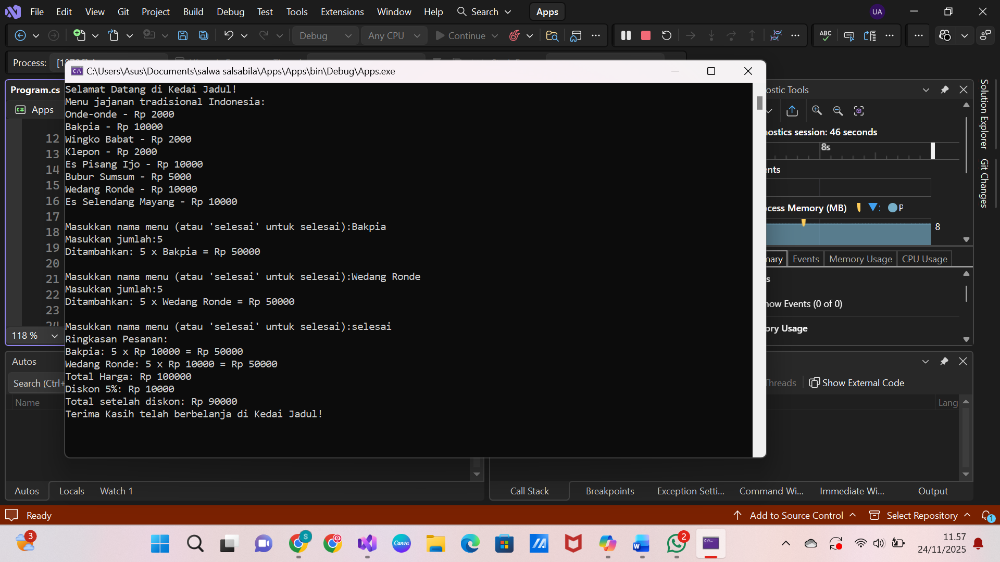 File Edit View Git Project Build Debug Test Tools Extensions Window Help Search Apps UA
Debug Any CPU Continue
Process:
C:\Users\Asus\Documents\salwa salsabila\Apps\Apps\bin\Debug\Apps.exe
Program.cs
Apps
12
13
14
15
16
17
18
19
20
21
22
23
24
118 %
Selamat Datang di Kedai Jadul!
Menu jajanan tradisional Indonesia:
Onde-onde - Rp 2000
Bakpia - Rp 10000
Wingko Babat - Rp 2000
Klepon - Rp 2000
Es Pisang Ijo - Rp 10000
Bubur Sumsum - Rp 5000
Wedang Ronde - Rp 10000
Es Selendang Mayang - Rp 10000
Masukkan nama menu (atau 'selesai' untuk selesai):Bakpia
Masukkan jumlah:5
Ditambahkan: 5 x Bakpia = Rp 50000
Masukkan nama menu (atau 'selesai' untuk selesai):Wedang Ronde
Masukkan jumlah:5
Ditambahkan: 5 x Wedang Ronde = Rp 50000
Masukkan nama menu (atau 'selesai' untuk selesai):selesai
Ringkasan Pesanan:
Bakpia: 5 x Rp 10000 = Rp 50000
Wedang Ronde: 5 x Rp 10000 = Rp 50000
Total Harga: Rp 100000
Diskon 5%: Rp 10000
Total setelah diskon: Rp 90000
Terima Kasih telah berbelanja di Kedai Jadul!
ostic Tools
nostics session: 46 seconds
8s
ents
cess Memory (MB) P
8
mary Events Memory Usage CPU Usage
s
how Events (0 of 0)
ory Usage
Solution Explorer
Git Changes
Autos
Search (Ctrl+
Name
Threads Show External Code
Lang
Autos Locals Watch 1
Call Stack Breakpoints Exception Setti... Command Wi... Immediate Wi... Output
Ready
Add to Source Control Select Repository 1
3
S
Canva
W
2
11.57
24/11/2025